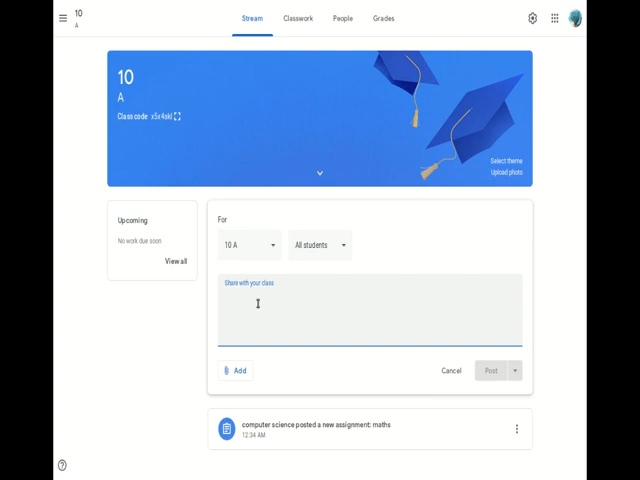 10
A
Stream
Classwork
People
Grades
10
A
Class code x5x4akl
Select theme
Upload photo
Upcoming
No work due soon
View all
For
10 A
All students
Share with your class
Add
Cancel
Post
computer science posted a new assignment: maths
12:34 AM